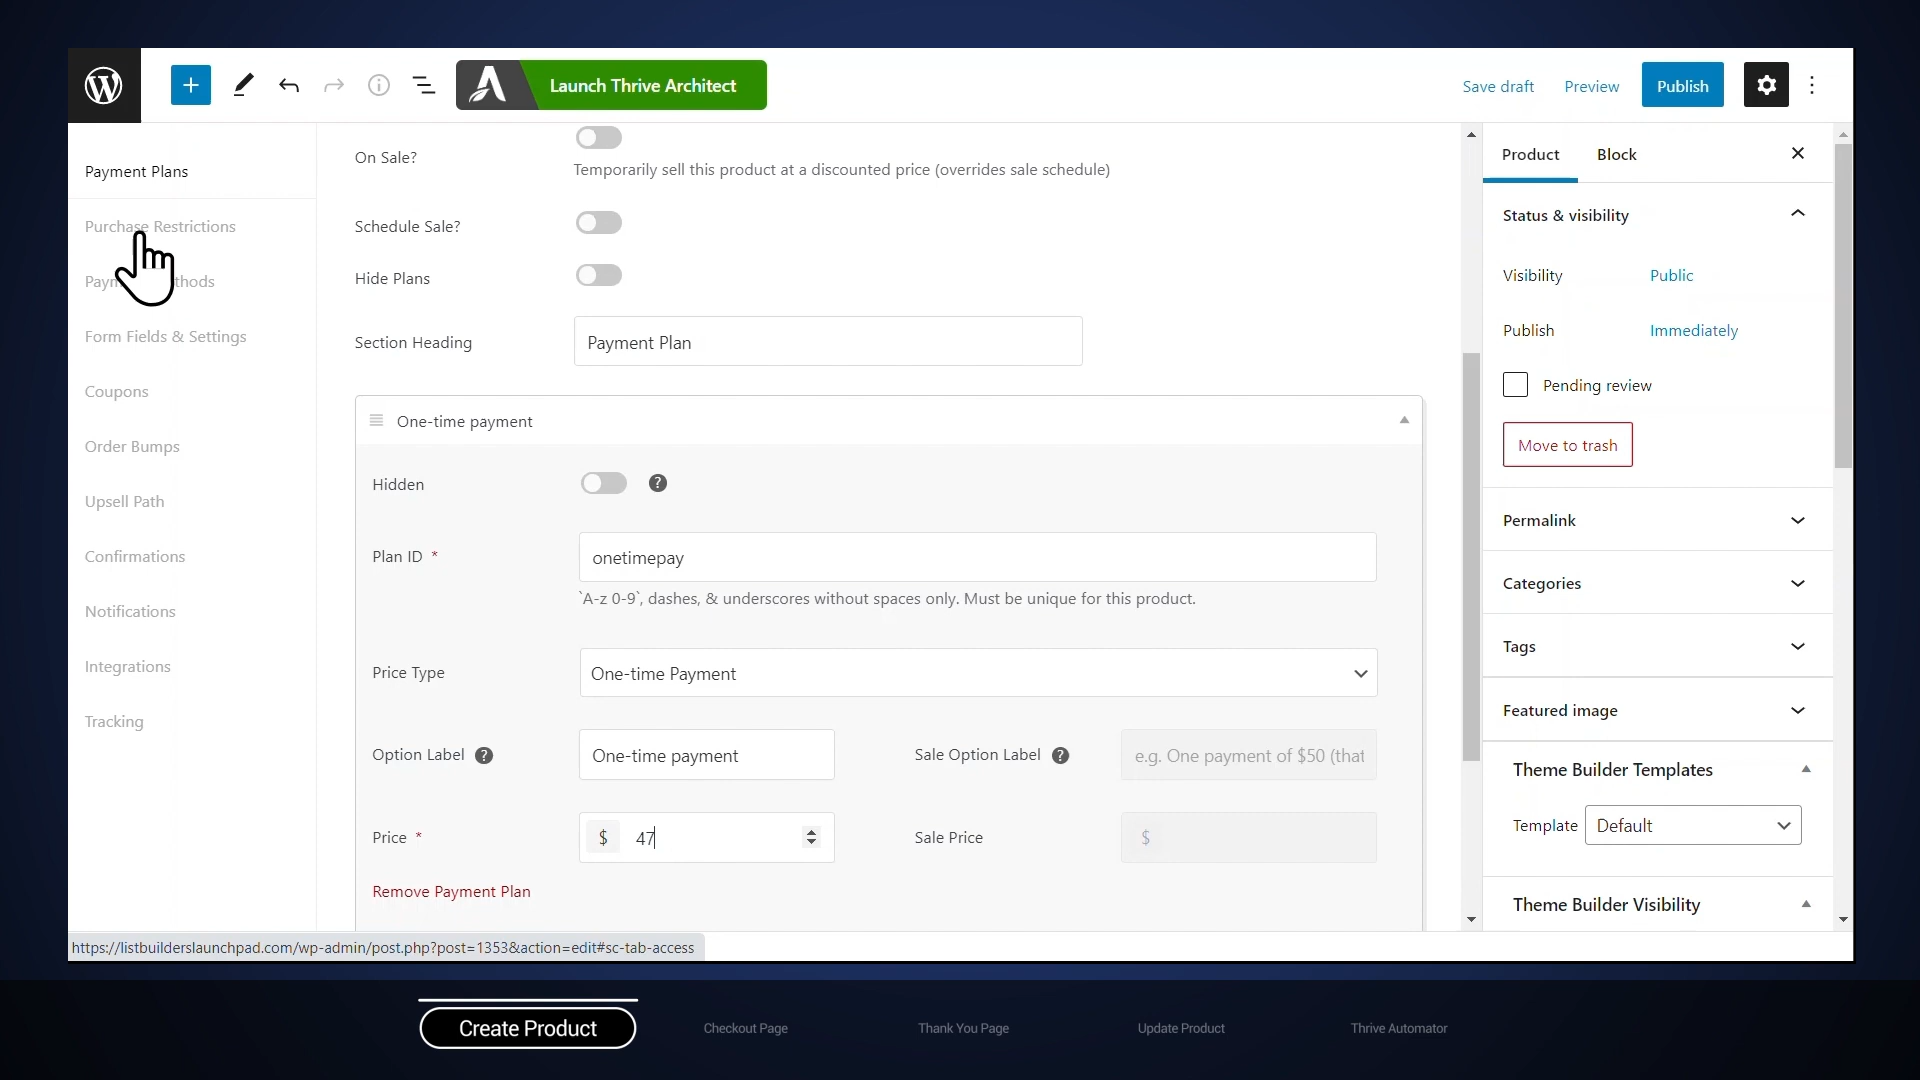 Launch Thrive Architect
Save draft
Preview
Publish
Payment Plans
Purchase Restrictions
Form Fields & Settings
Coupons
Order Bumps
Upsell Path
Confirmations
Notifications
Integrations
Tracking
On Sale?
Temporarily sell this product at a discounted price (overrides sale schedule)
Schedule Sale?
Hide Plans
Section Heading
Payment Plan
One-time payment
Hidden
?
Plan ID *
onetimepay
`A-z 0-9`, dashes, & underscores without spaces only. Must be unique for this product.
Price Type
One-time Payment
Option Label ?
One-time payment
Sale Option Label ?
e.g. One payment of $50 (that
Price *
$ 47
Sale Price
$
Remove Payment Plan
Product
Block
Status & visibility
Visibility
Public
Publish
Immediately
Pending review
Move to trash
Permalink
Categories
Tags
Featured image
Theme Builder Templates
Template
Default
Theme Builder Visibility
https://listbuilderslaunchpad.com/wp-admin/post.php?post=1353&action=edit#sc-tab-access
Create Product
Checkout Page
Thank You Page
Update Product
Thrive Automator